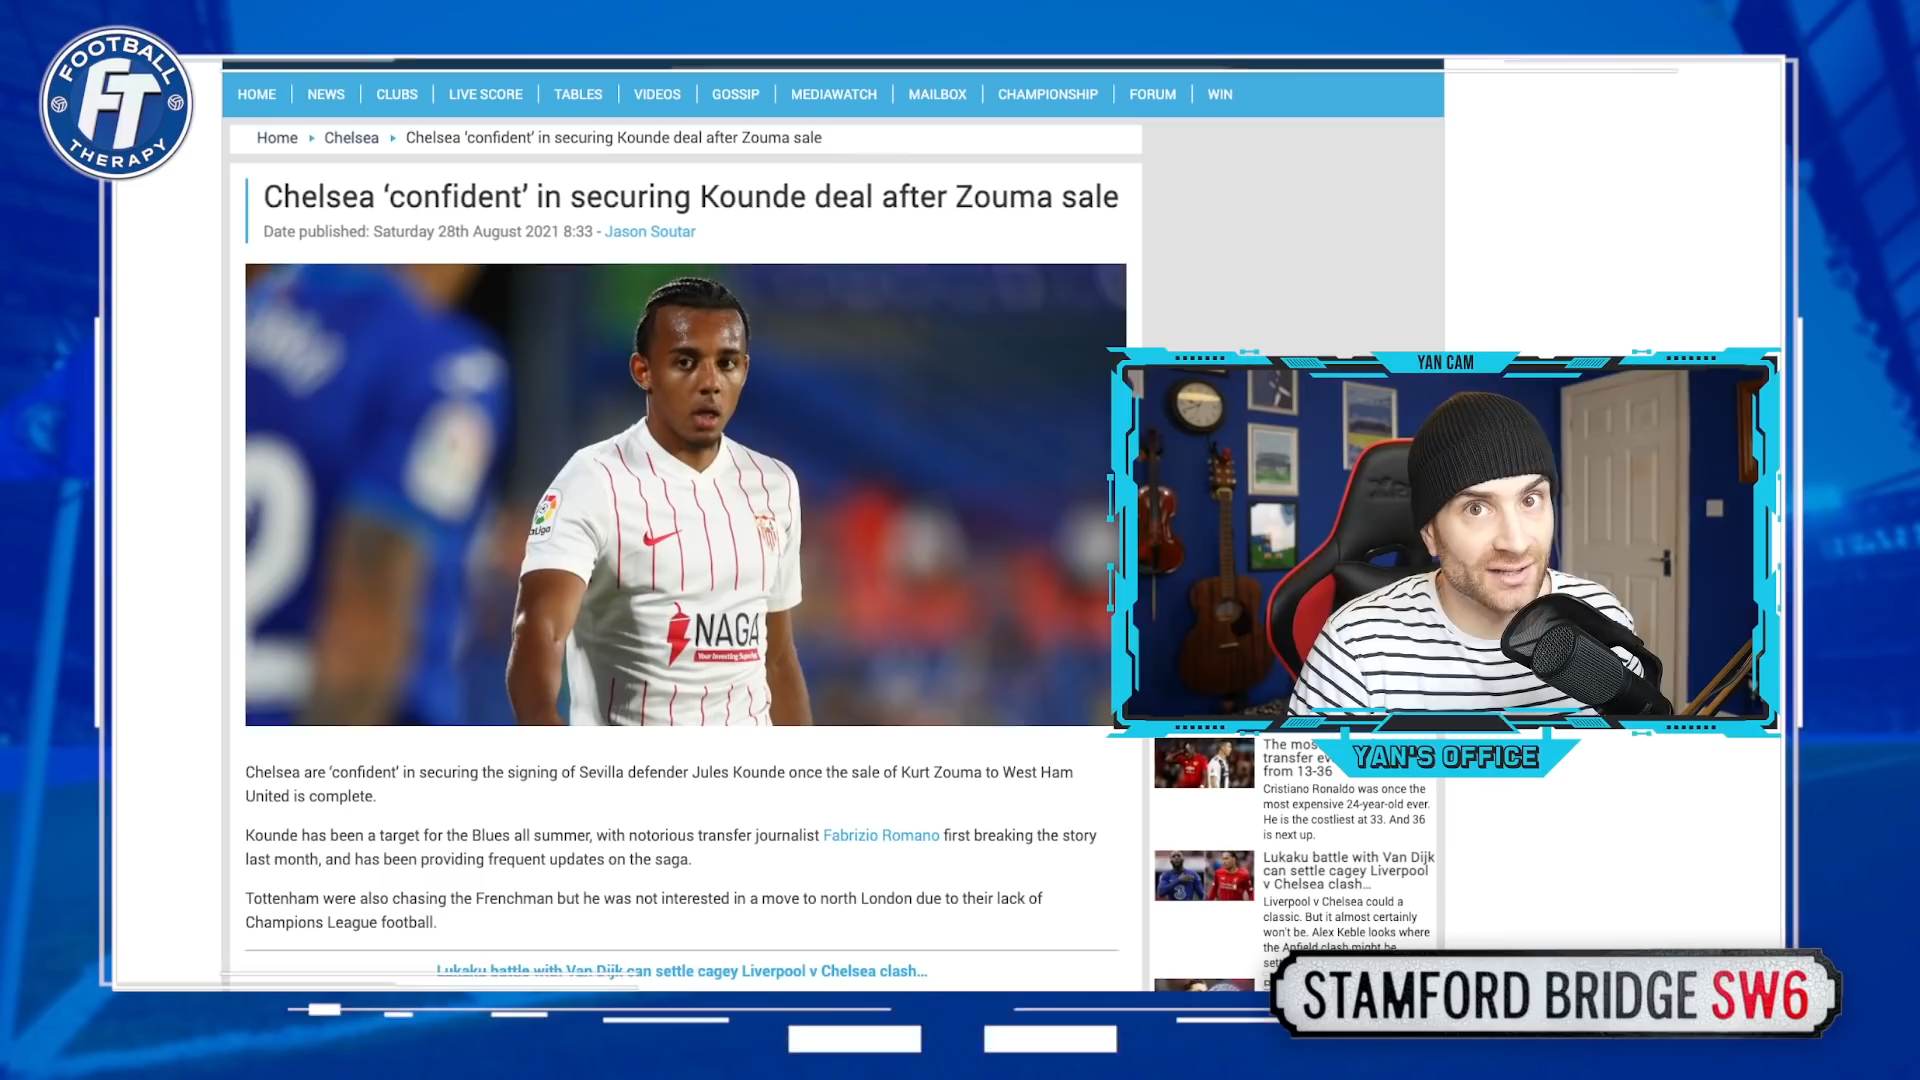 FOOTBALL
FT
THERAPY
HOME NEWS CLUBS LIVE SCORE TABLES VIDEOS GOSSIP MEDIAWATCH MAILBOX CHAMPIONSHIP FORUM WIN
Home Chelsea Chelsea ‘confident’ in securing Kounde deal after Zouma sale
Chelsea ‘confident’ in securing Kounde deal after Zouma sale
Date published: Saturday 28th August 2021 8:33 - Jason Soutar
2
LaLiga
NAGA
Your Investing
YAN CAM
YAN'S OFFICE
Chelsea are ‘confident’ in securing the signing of Sevilla defender Jules Kounde once the sale of Kurt Zouma to West Ham
United is complete.
Kounde has been a target for the Blues all summer, with notorious transfer journalist Fabrizio Romano first breaking the story
last month, and has been providing frequent updates on the saga.
Tottenham were also chasing the Frenchman but he was not interested in a move to north London due to their lack of
Champions League football.
Lukaku battle with Van Dijk can settle cagey Liverpool v Chelsea clash…
The mos
transfer
from 13-36
Cristiano Ronaldo was once the
most expensive 24-year-old ever.
He is the costliest at 33. And 36
is next up.
Lukaku battle with Van Dijk
can settle cagey Liverpool
v Chelsea clash…
Liverpool v Chelsea could a
classic. But it almost certainly
won't be. Alex Keble looks where
the Anfield clash might be
STAMFORD BRIDGE SW6